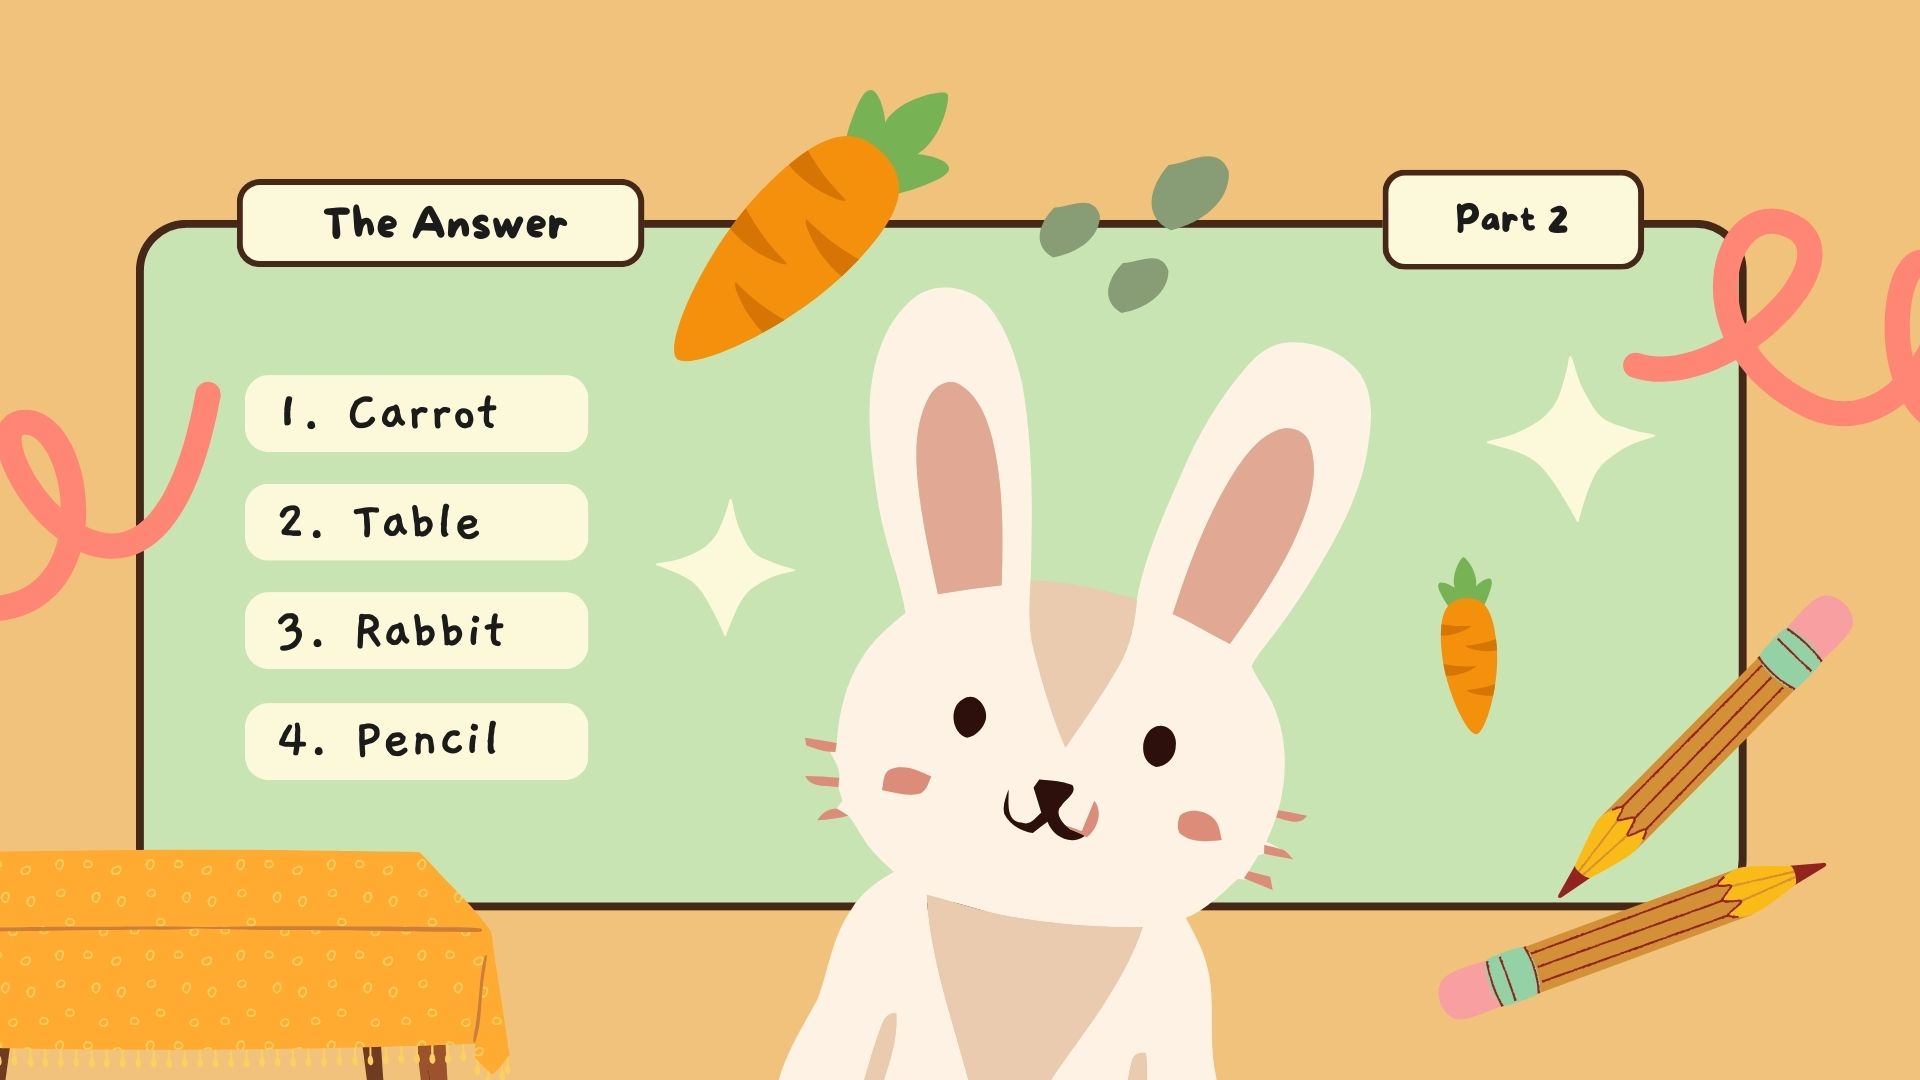 The Answer
Part 2
1. Carrot
2. Table
3. Rabbit
4. Pencil